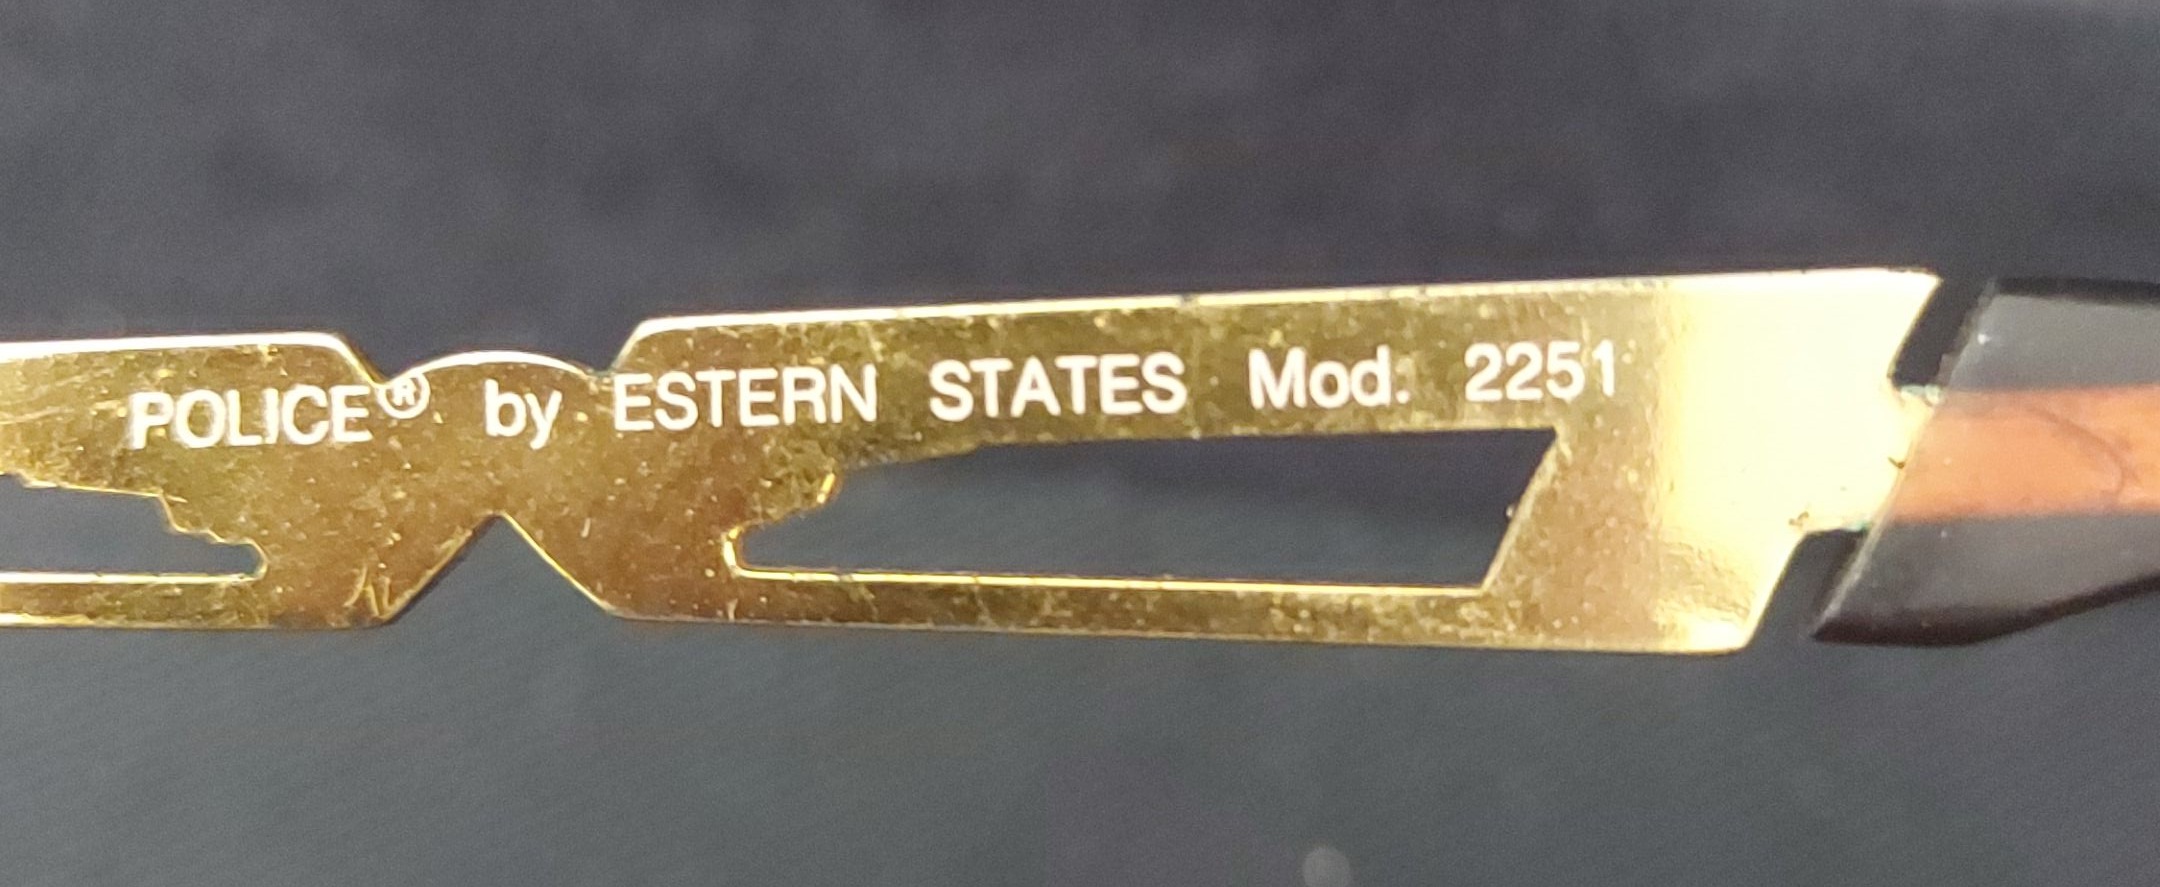 POLICE® by ESTERN STATES Mod. 2251